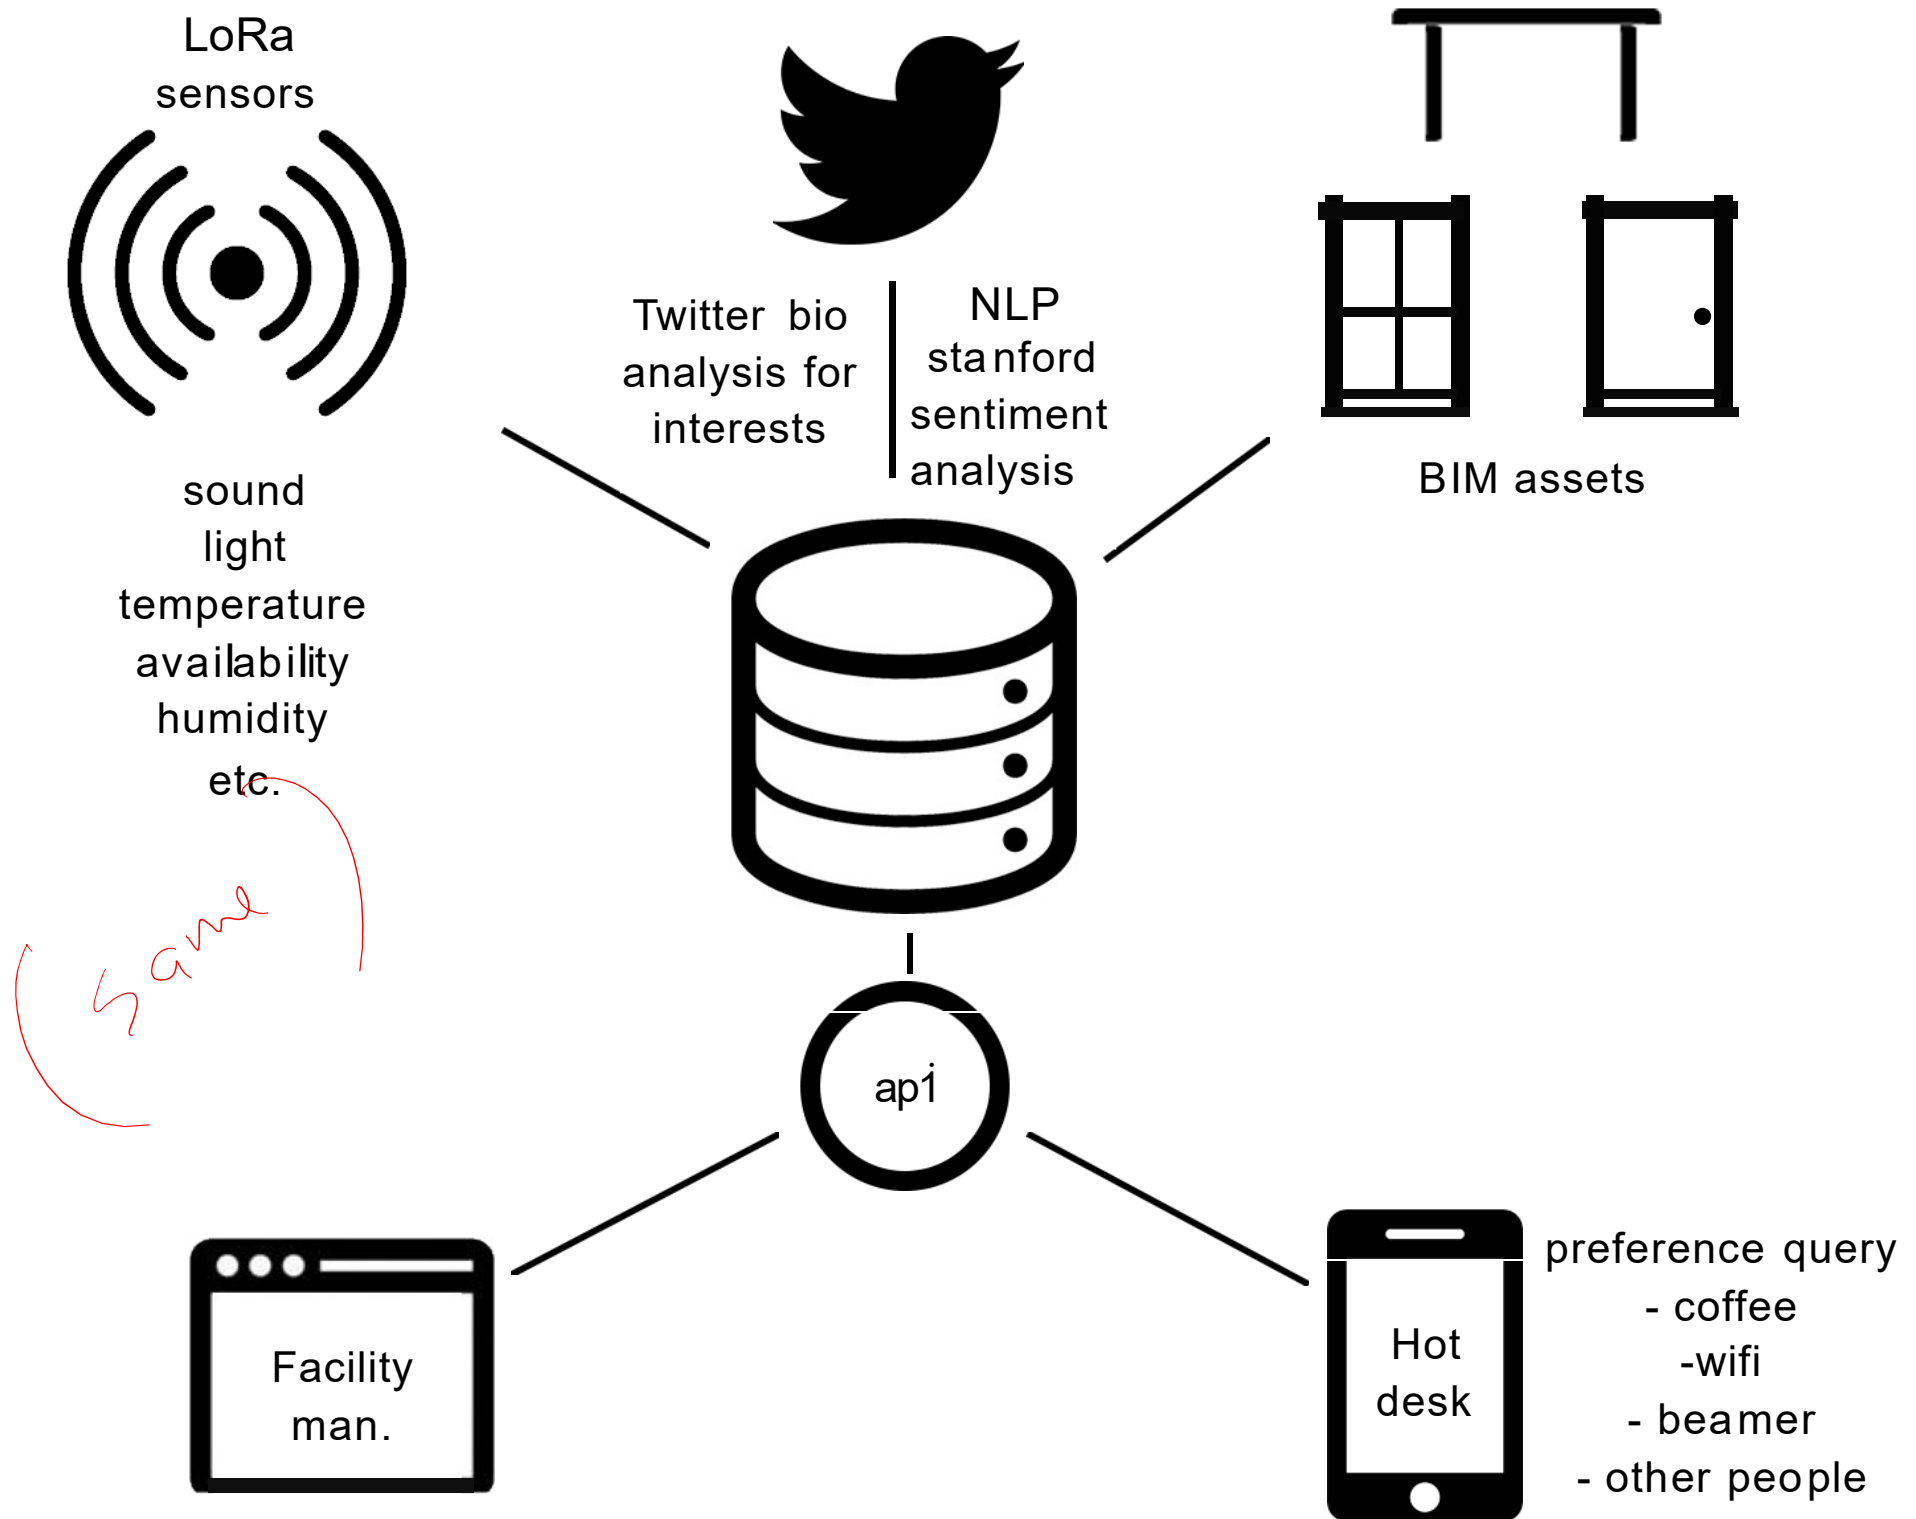 LoRa
sensors
sound
light
temperature
availability
humidity
etc.
same
Twitter bio
analysis for
interests
NLP
stanford
sentiment
analysis
BIM assets
api
Facility
man.
Hot
desk
preference query
- coffee
-wifi
- beamer
- other people